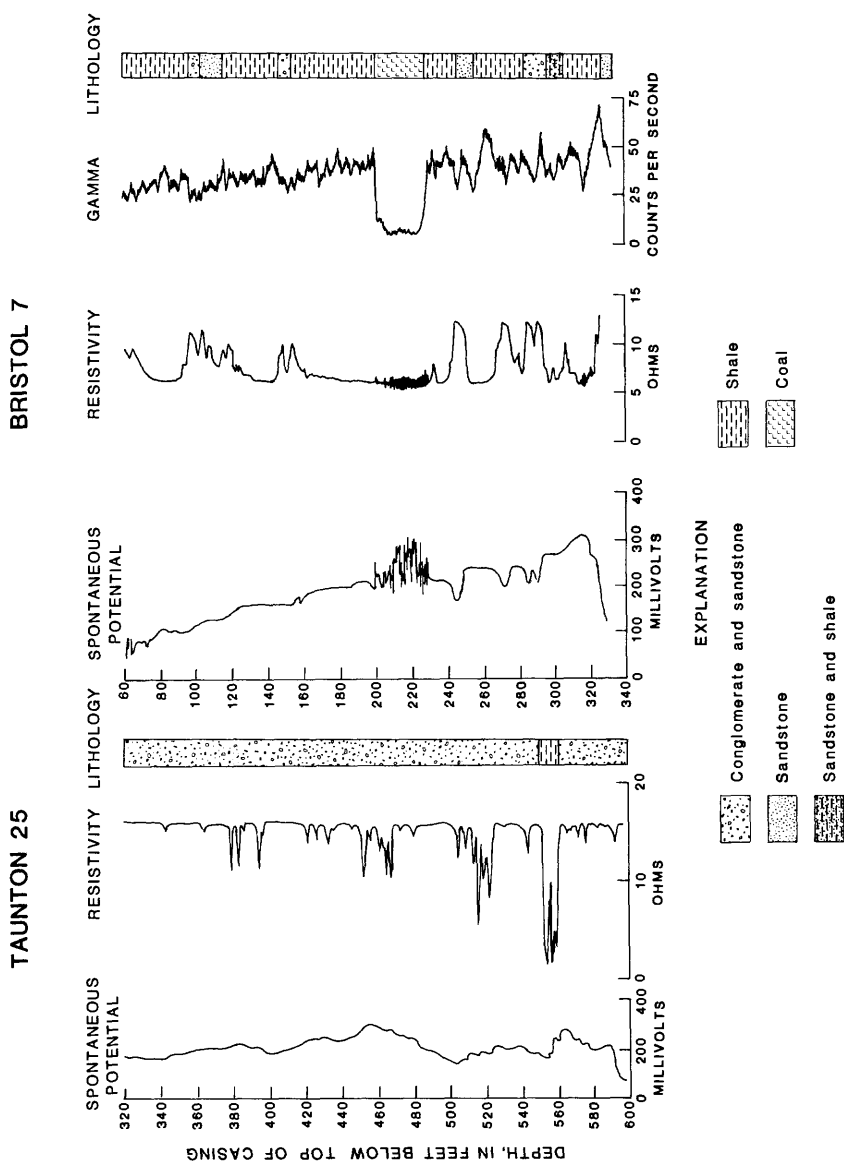 TAUNTON 25
BRISTOL 7
SPONTANEOUS
POTENTIAL
RESISTIVITY
LITHOLOGY
SPONTANEOUS
POTENTIAL
RESISTIVITY
GAMMA
LITHOLOGY
DEPTH, IN FEET BELOW TOP OF CASING
320
340
360
380
400
420
440
460
480
500
520
540
560
580
600
0 200 400
MILLIVOLTS
0 10 20
OHMS
60
80
100
120
140
160
180
200
220
240
260
280
300
320
340
0 100 200 300 400
MILLIVOLTS
0 5 10 15
OHMS
0 25 50 75
COUNTS PER SECOND
EXPLANATION
Conglomerate and sandstone
Sandstone
Sandstone and shale
Shale
Coal